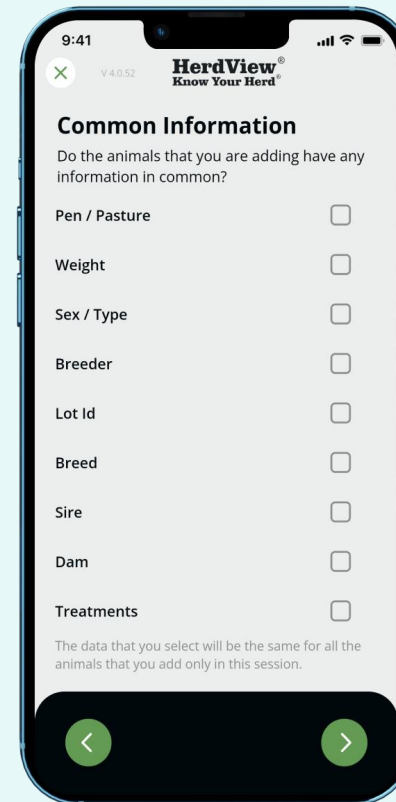 9:41
V 4.0.52
HerdView®
Know Your Herd®
Common Information
Do the animals that you are adding have any
information in common?
Pen / Pasture
Weight
Sex / Type
Breeder
Lot Id
Breed
Sire
Dam
Treatments
The data that you select will be the same for all the
animals that you add only in this session.